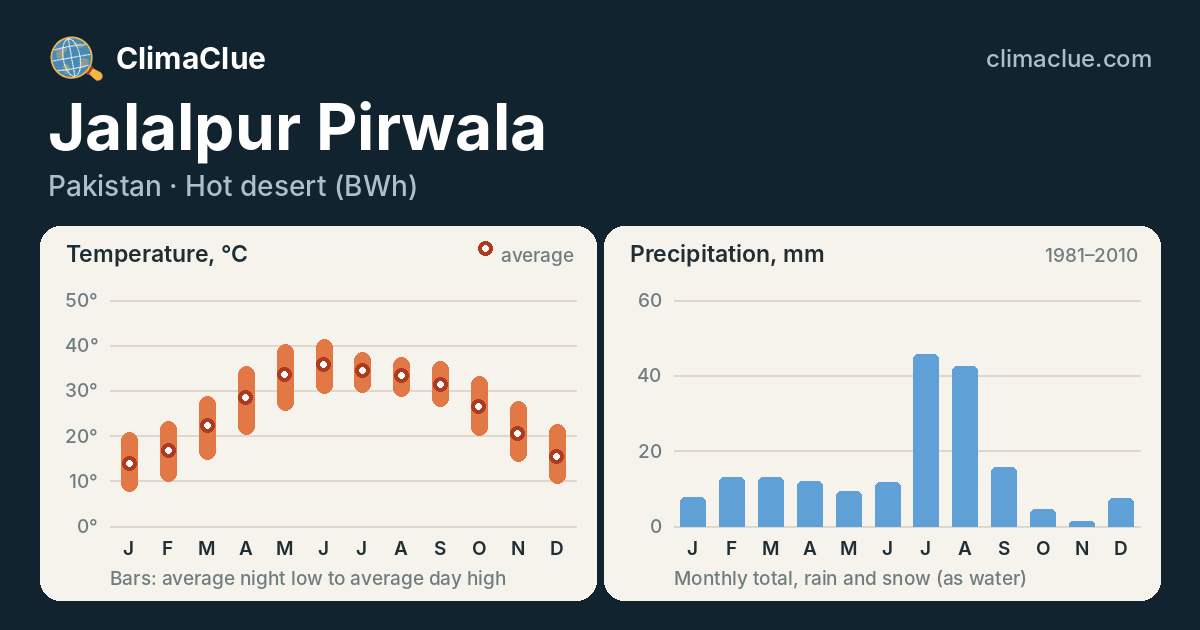 ClimaClue
climaclue.com
Jalalpur Pirwala
Pakistan · Hot desert (BWh)
Temperature, °C
average
50°
40°
30°
20°
10°
0°
J F M A M J J A S O N D
Bars: average night low to average day high
Precipitation, mm
1981–2010
60
40
20
0
J F M A M J J A S O N D
Monthly total, rain and snow (as water)